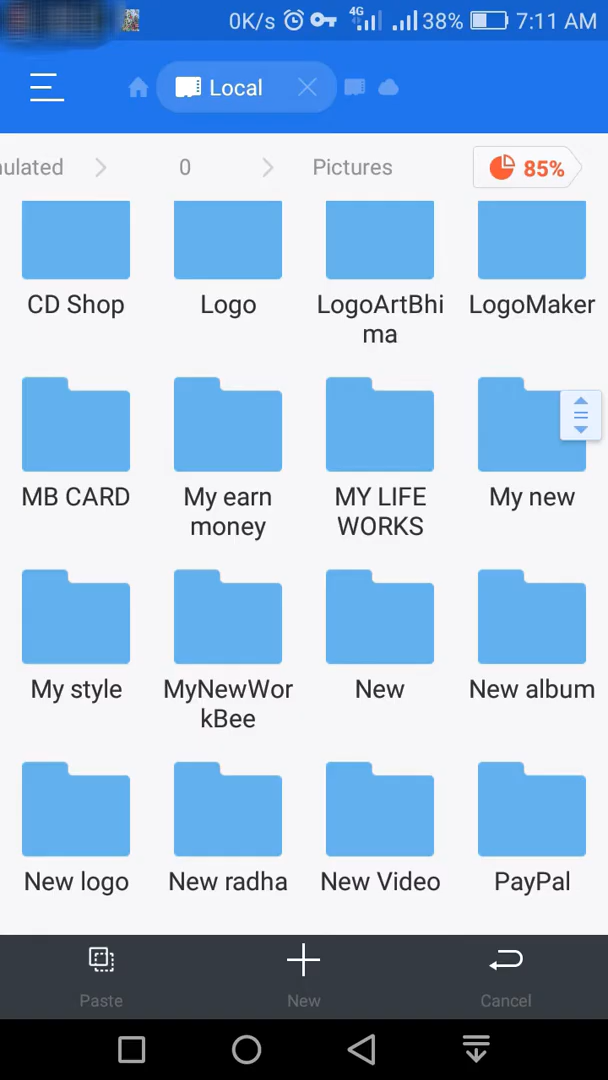 0K/s 4G 38% 7:11 AM
Local
ulated 0 Pictures 85%
CD Shop Logo LogoArtBhi LogoMaker
ma
MB CARD My earn MY LIFE My new
money WORKS
My style MyNewWor New New album
kBee
New logo New radha New Video PayPal
Paste New Cancel